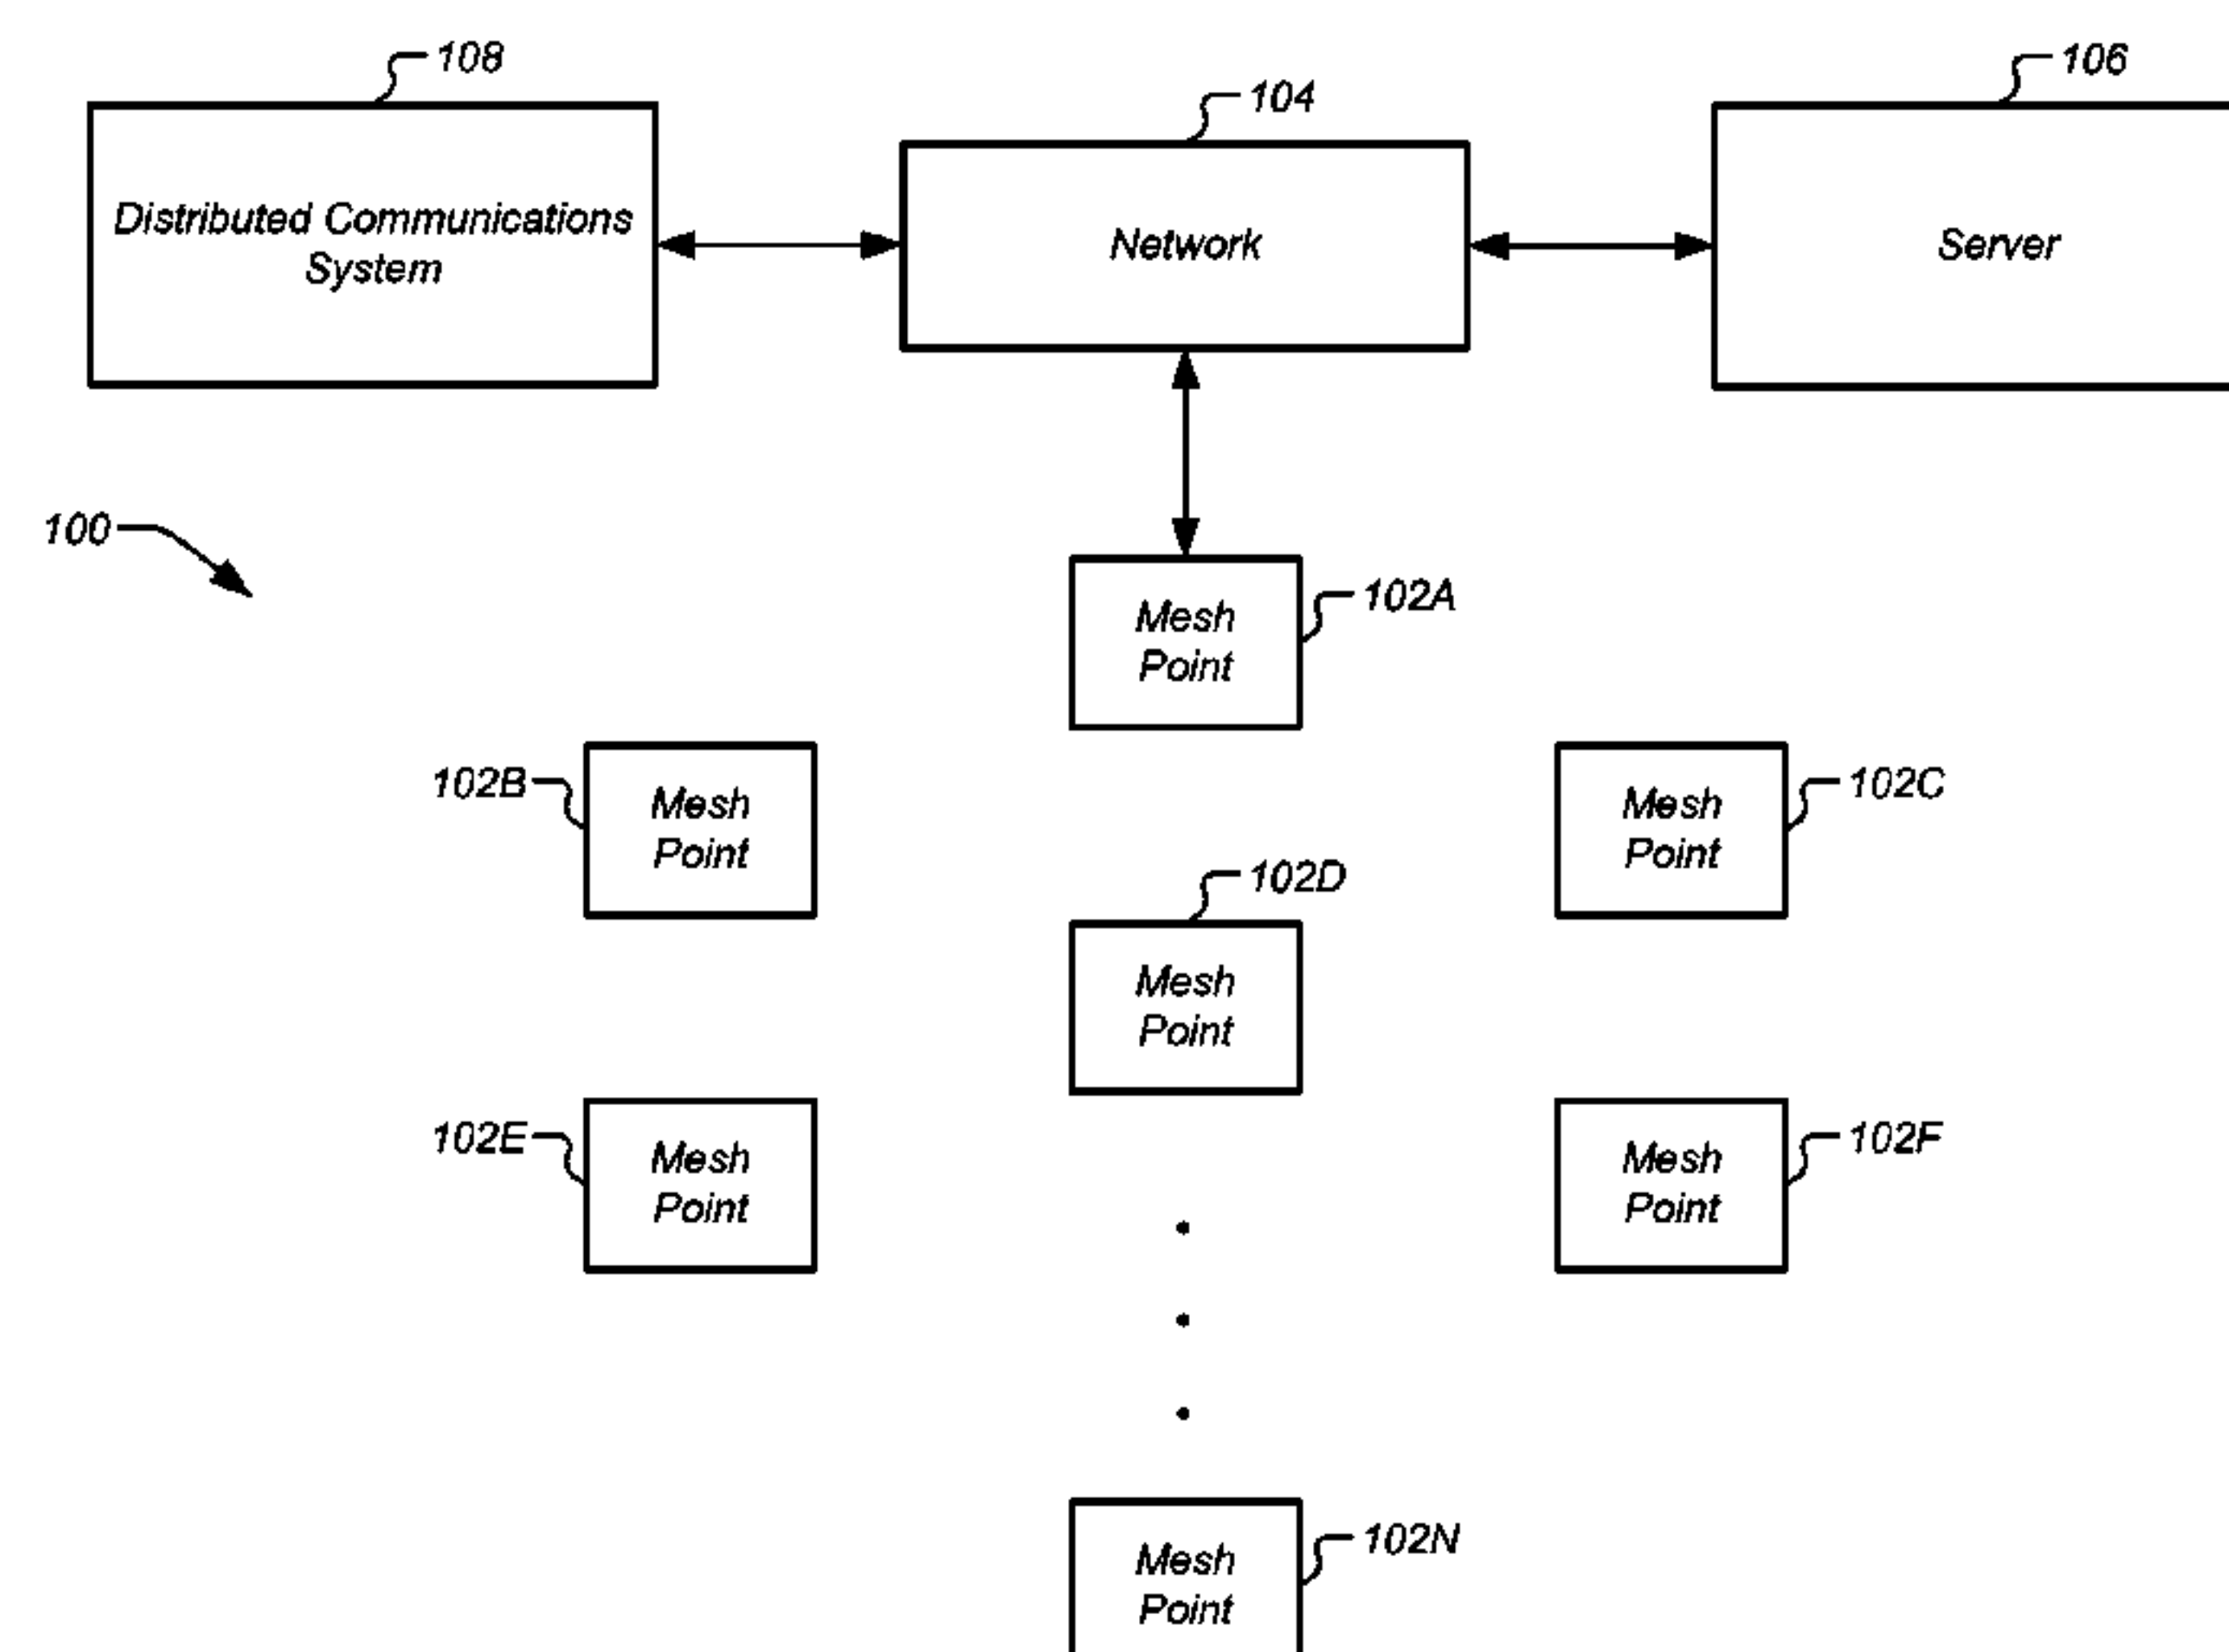 108
104
106
Distributed Communications
System
Network
Server
100
102A
Mesh
Point
102B
Mesh
Point
102C
Mesh
Point
102D
Mesh
Point
102E
Mesh
Point
102F
Mesh
Point
102N
Mesh
Point